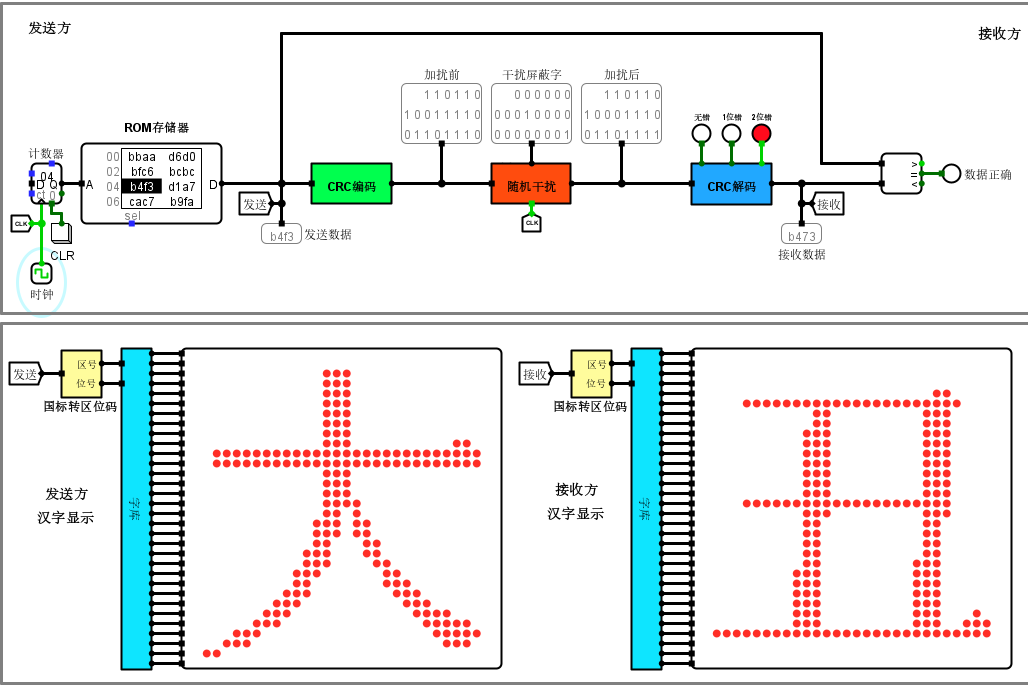 发送方
接收方
加扰前
干扰屏蔽字
加扰后
110110
000000
110110
10011110
00010000
10001110
01101110
00000001
01101111
ROM存储器
无错
1位错
2位错
计数器
04
D Q
A
00 bbaa d6d0
02 bfc6 bcbc
04 b4f3 d1a7
06 cac7 b9fa
sel
D
CRC编码
随机干扰
CRC解码
>
=
<
数据正确
CLK
发送
CLK
接收
b4f3
发送数据
b473
接收数据
CLR
时钟
发送
区号
位号
国标转区位码
字库
发送方
汉字显示
大
接收
区号
位号
国标转区位码
字库
接收方
汉字显示
丑